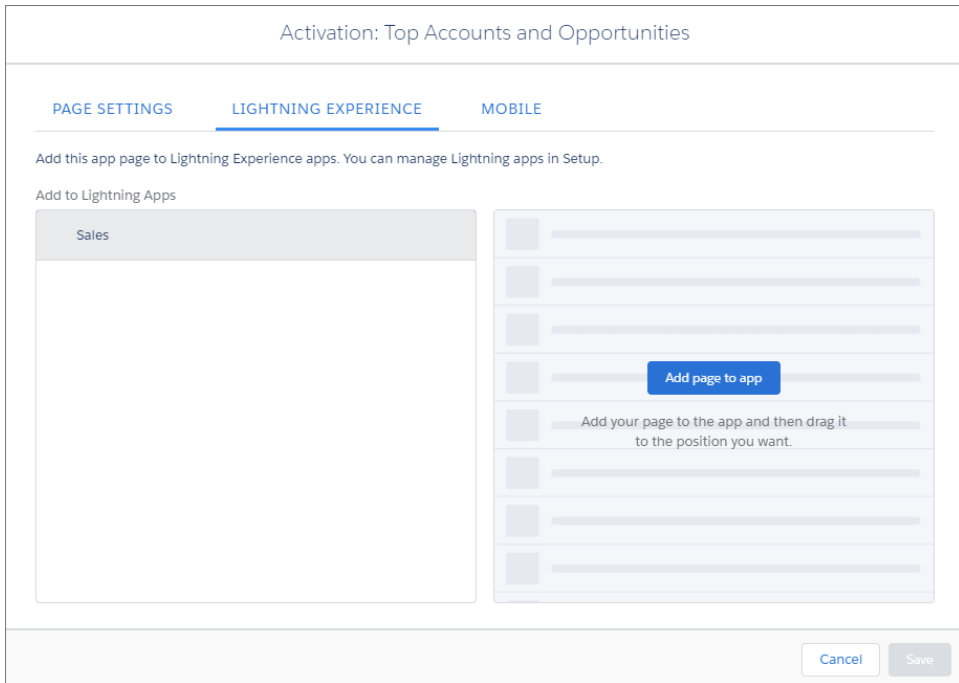 Activation: Top Accounts and Opportunities
PAGE SETTINGS
LIGHTNING EXPERIENCE
MOBILE
Add this app page to Lightning Experience apps. You can manage Lightning apps in Setup.
Add to Lightning Apps
Sales
Add page to app
Add your page to the app and then drag it
to the position you want.
Cancel
Save